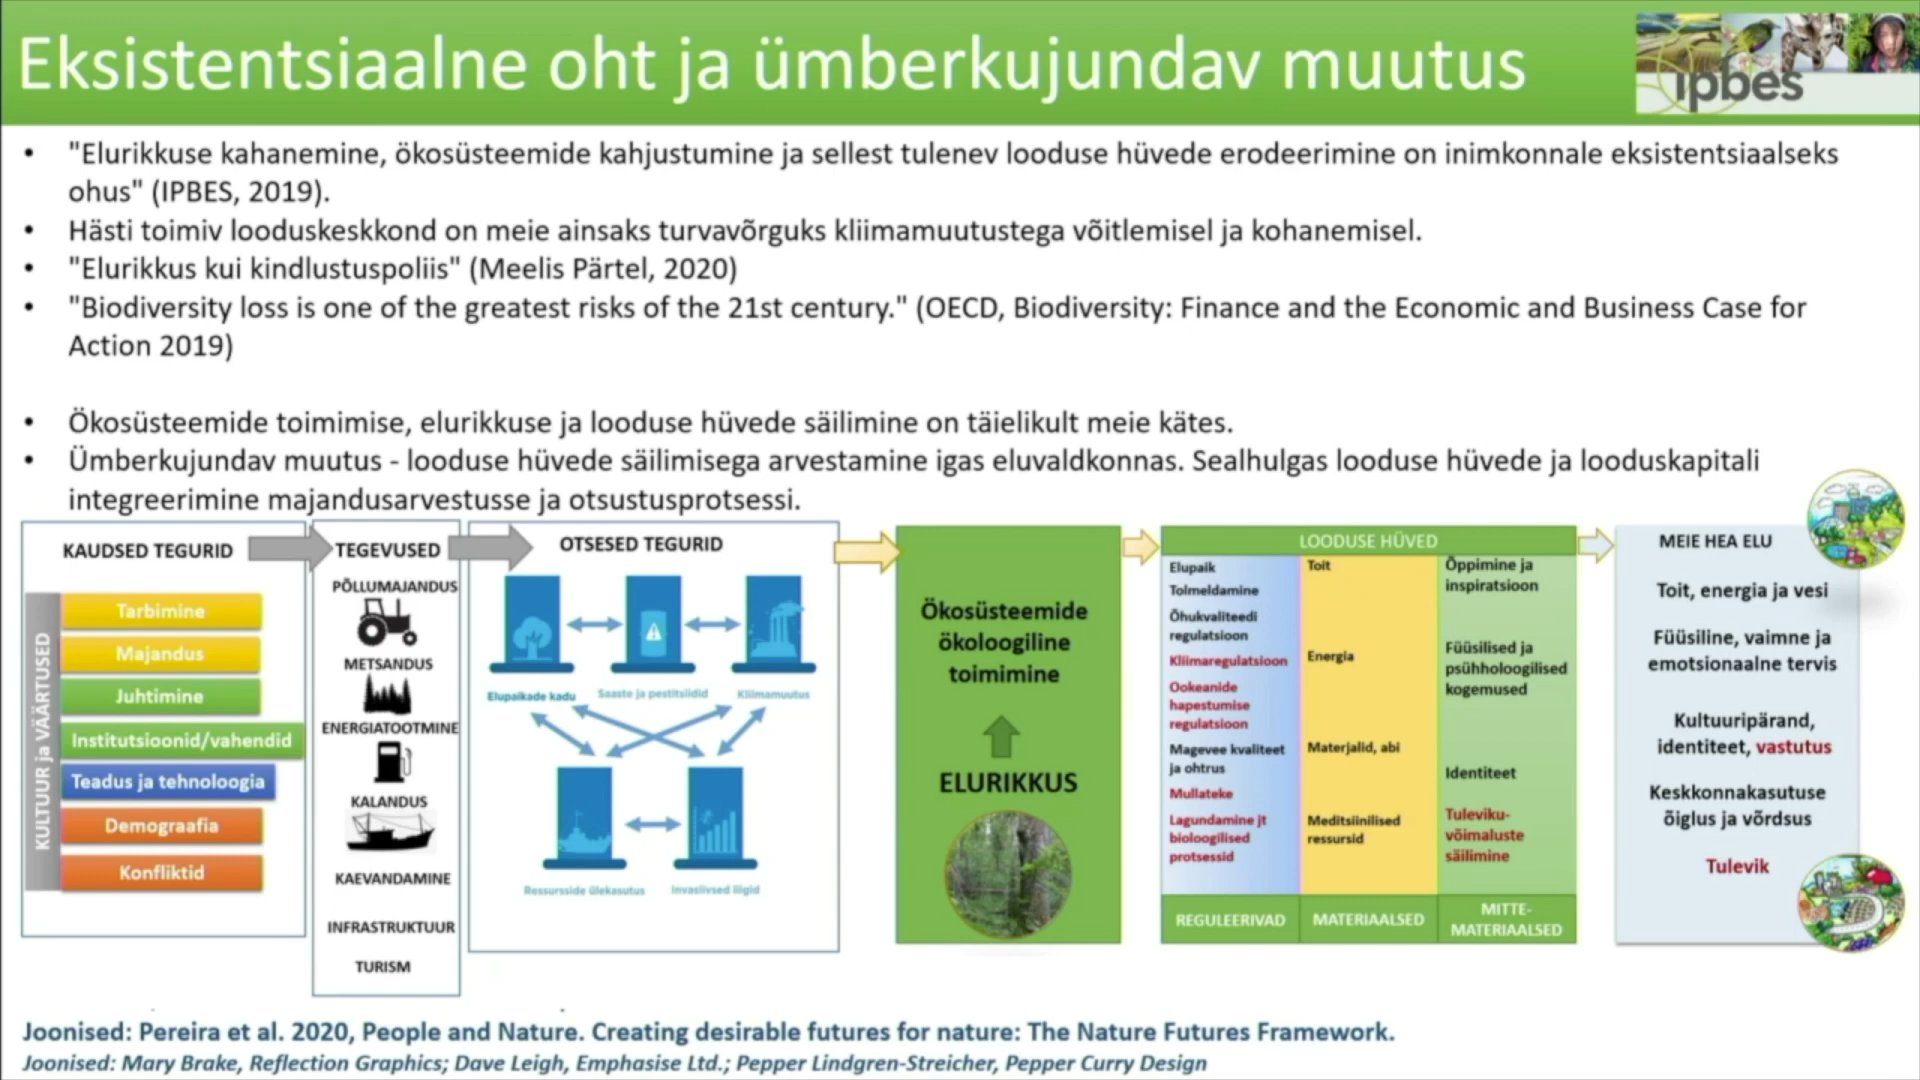 Eksistentsiaalne oht ja ümberkujundav muutus
ipbes
• "Elurikkuse kahanemine, ökosüsteemide kahjustumine ja sellest tulenev looduse hüvede erodeerimine on inimkonnale eksistentsiaalseks
ohus" (IPBES, 2019).
• Hästi toimiv looduskeskkond on meie ainsaks turvavõrguks kliimamuutustega võitlemisel ja kohanemisel.
• "Elurikkus kui kindlustuspoliis" (Meelis Pärtel, 2020)
• "Biodiversity loss is one of the greatest risks of the 21st century." (OECD, Biodiversity: Finance and the Economic and Business Case for
Action 2019)
• Ökosüsteemide toimimise, elurikkuse ja looduse hüvede säilimine on täielikult meie kätes.
• Ümberkujundav muutus - looduse hüvede säilimisega arvestamine igas eluvaldkonnas. Sealhulgas looduse hüvede ja looduskapitali
integreerimine majandusarvestusse ja otsustusprotsessi.
KAUDSED TEGURID
KULTUUR ja VÄÄRTUSED
Tarbimine
Majandus
Juhtimine
Institutsioonid/vahendid
Teadus ja tehnoloogia
Demograafia
Konfliktid
TEGEVUSED
PÕLLUMAJANDUS
METSANDUS
ENERGIATOOTMINE
KALANDUS
KAEVANDAMINE
INFRASTRUKTUUR
TURISM
OTSESED TEGURID
Elupaikade kadu
Saaste ja pestitsiidid
Kliimamuutus
Ressursside ülekasutus
Invasiivsed liigid
Ökosüsteemide
ökoloogiline
toimimine
ELURIKKUS
LOODUSE HÜVED
Elupaik
Tolmeldamine
Õhukvaliteedi
regulatsioon
Kliimaregulatsioon
Ookeanide
hapestumise
regulatsioon
Magevee kvaliteet
ja ohtrus
Mullateke
Lagundamine jt
bioloogilised
protsessid
REGULEERIVAD
Toit
Energia
Materjalid, abi
Meditsiinilised
ressursid
MATERIAALSED
Õppimine ja
inspiratsioon
Füüsilised ja
psühholoogilised
kogemused
Identiteet
Tuleviku-
võimaluste
säilimine
MITTE-
MATERIAALSED
MEIE HEA ELU
Toit, energia ja vesi
Füüsiline, vaimne ja
emotsionaalne tervis
Kultuuripärand,
identiteet, vastutus
Keskkonnakasutuse
õiglus ja võrdsus
Tulevik
Joonised: Pereira et al. 2020, People and Nature. Creating desirable futures for nature: The Nature Futures Framework.
Joonised: Mary Brake, Reflection Graphics; Dave Leigh, Emphasise Ltd.; Pepper Lindgren-Streicher, Pepper Curry Design